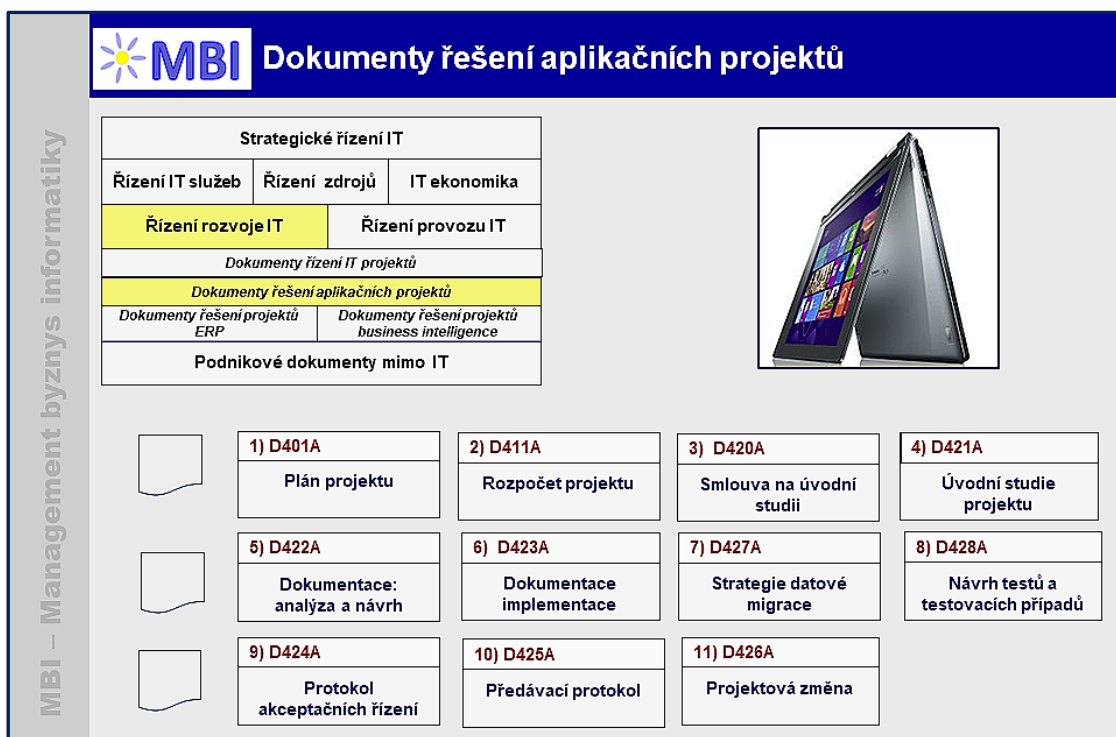 MBI
Dokumenty řešení aplikačních projektů
MBI – Management byznys informatiky
Strategické řízení IT
Řízení IT služeb
Řízení zdrojů
IT ekonomika
Řízení rozvoje IT
Řízení provozu IT
Dokumenty řízení IT projektů
Dokumenty řešení aplikačních projektů
Dokumenty řešení projektů
ERP
Dokumenty řešení projektů
business intelligence
Podnikové dokumenty mimo IT
1) D401A
Plán projektu
2) D411A
Rozpočet projektu
3) D420A
Smlouva na úvodní
studii
4) D421A
Úvodní studie
projektu
5) D422A
Dokumentace:
analýza a návrh
6) D423A
Dokumentace
implementace
7) D427A
Strategie datové
migrace
8) D428A
Návrh testů a
testovacích případů
9) D424A
Protokol
akceptačních řízení
10) D425A
Předávací protokol
11) D426A
Projektová změna